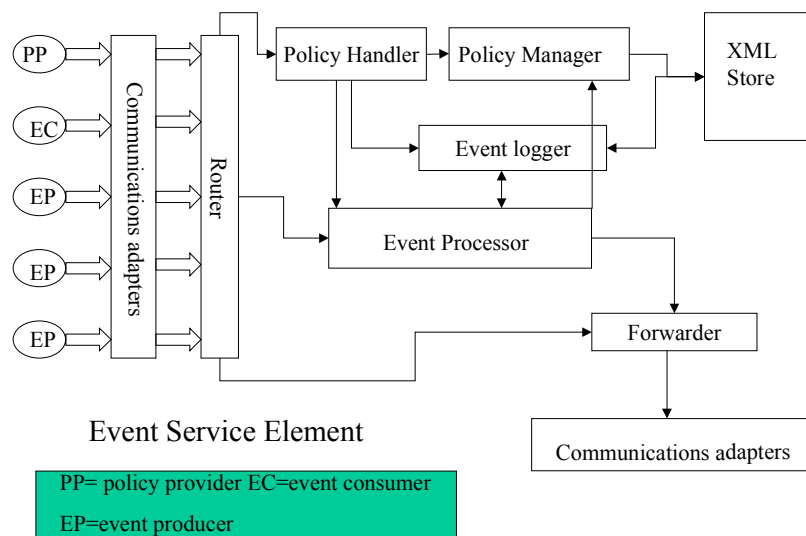 PP
EC
EP
EP
EP
Communications adapters
Router
Policy Handler
Policy Manager
XML
Store
Event logger
Event Processor
Forwarder
Communications adapters
Event Service Element
PP= policy provider EC=event consumer
EP=event producer